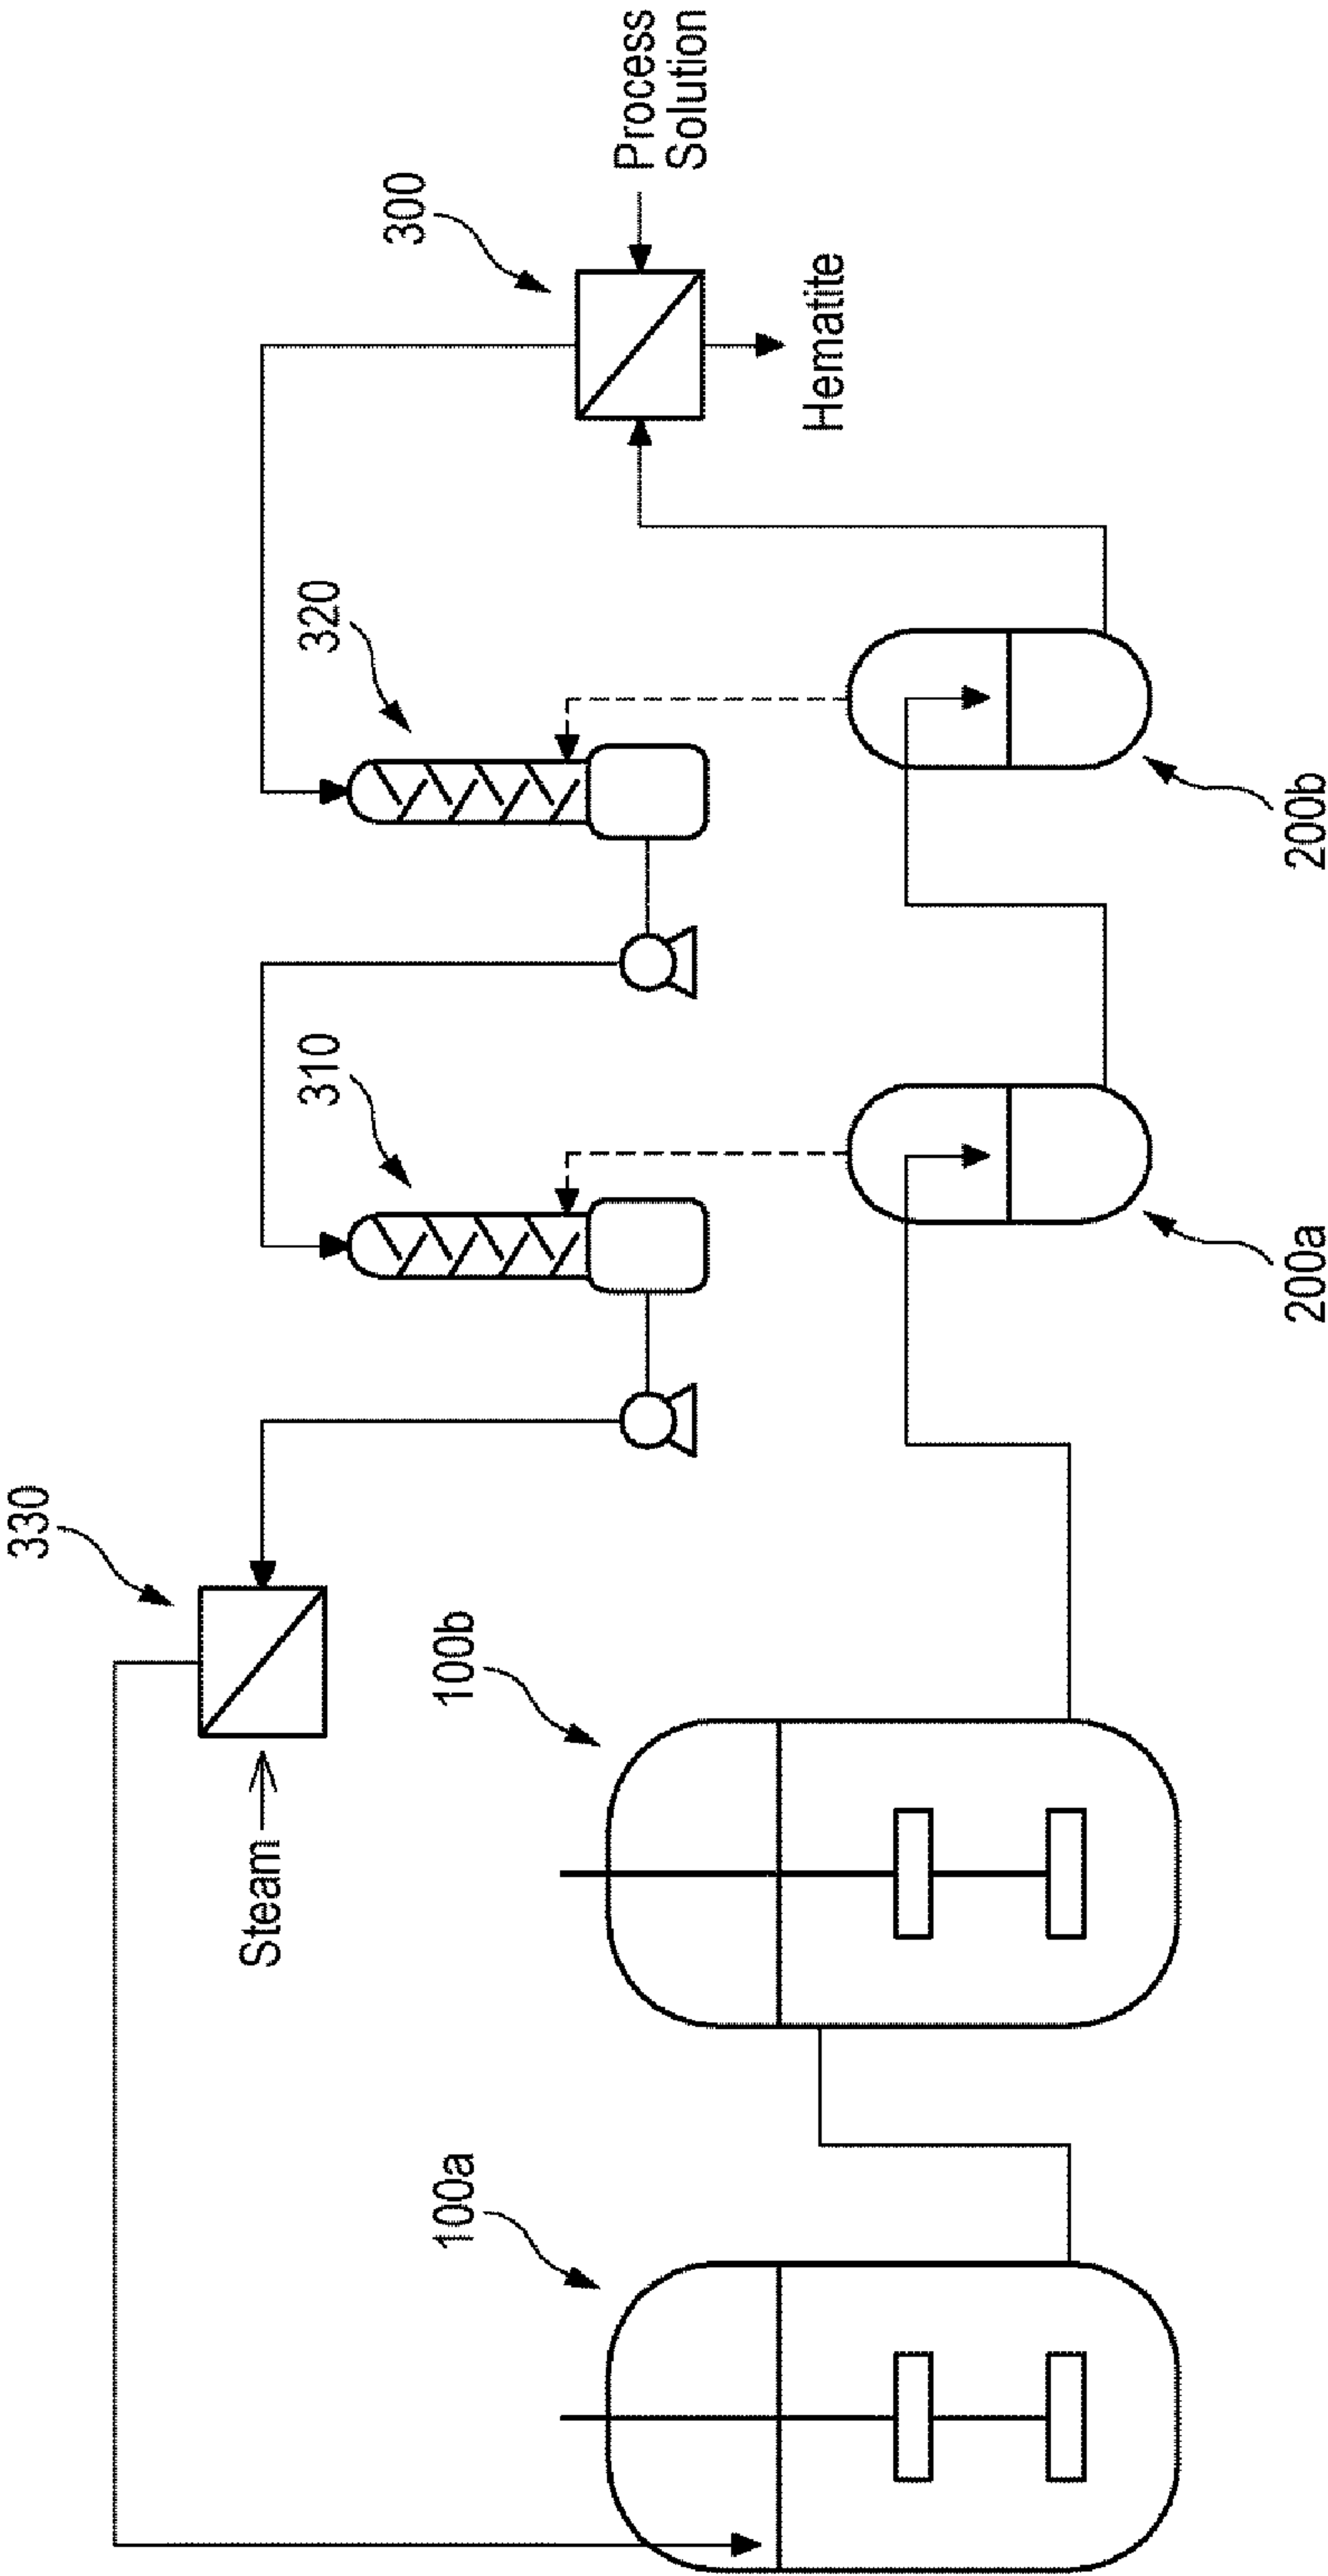 330
Steam
310
320
300
Process
Solution
Hematite
100a
100b
200a
200b